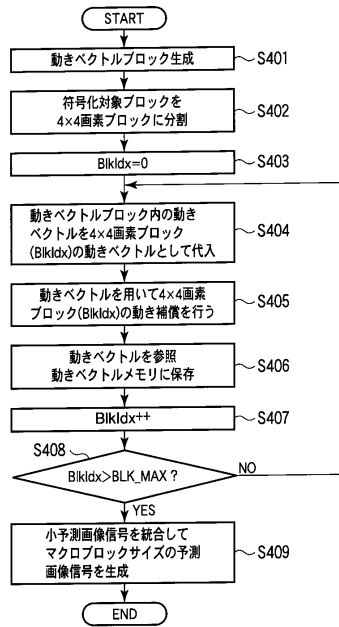 START
動きベクトルブロック生成
S401
符号化対象ブロックを
4×4画素ブロックに分割
S402
BlkIdx=0
S403
動きベクトルブロック内の動き
ベクトルを4×4画素ブロック
(BlkIdx)の動きベクトルとして代入
S404
動きベクトルを用いて4×4画素
ブロック(BlkIdx)の動き補償を行う
S405
動きベクトルを参照
動きベクトルメモリに保存
S406
BlkIdx++
S407
S408
BlkIdx>BLK_MAX?
NO
YES
小予測画像信号を統合して
マクロブロックサイズの予測
画像信号を生成
S409
END